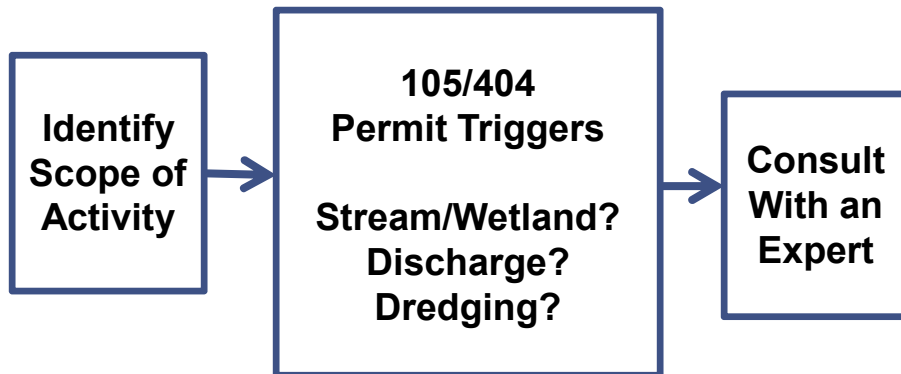 Identify
Scope of
Activity
105/404
Permit Triggers
Stream/Wetland?
Discharge?
Dredging?
Consult
With an
Expert